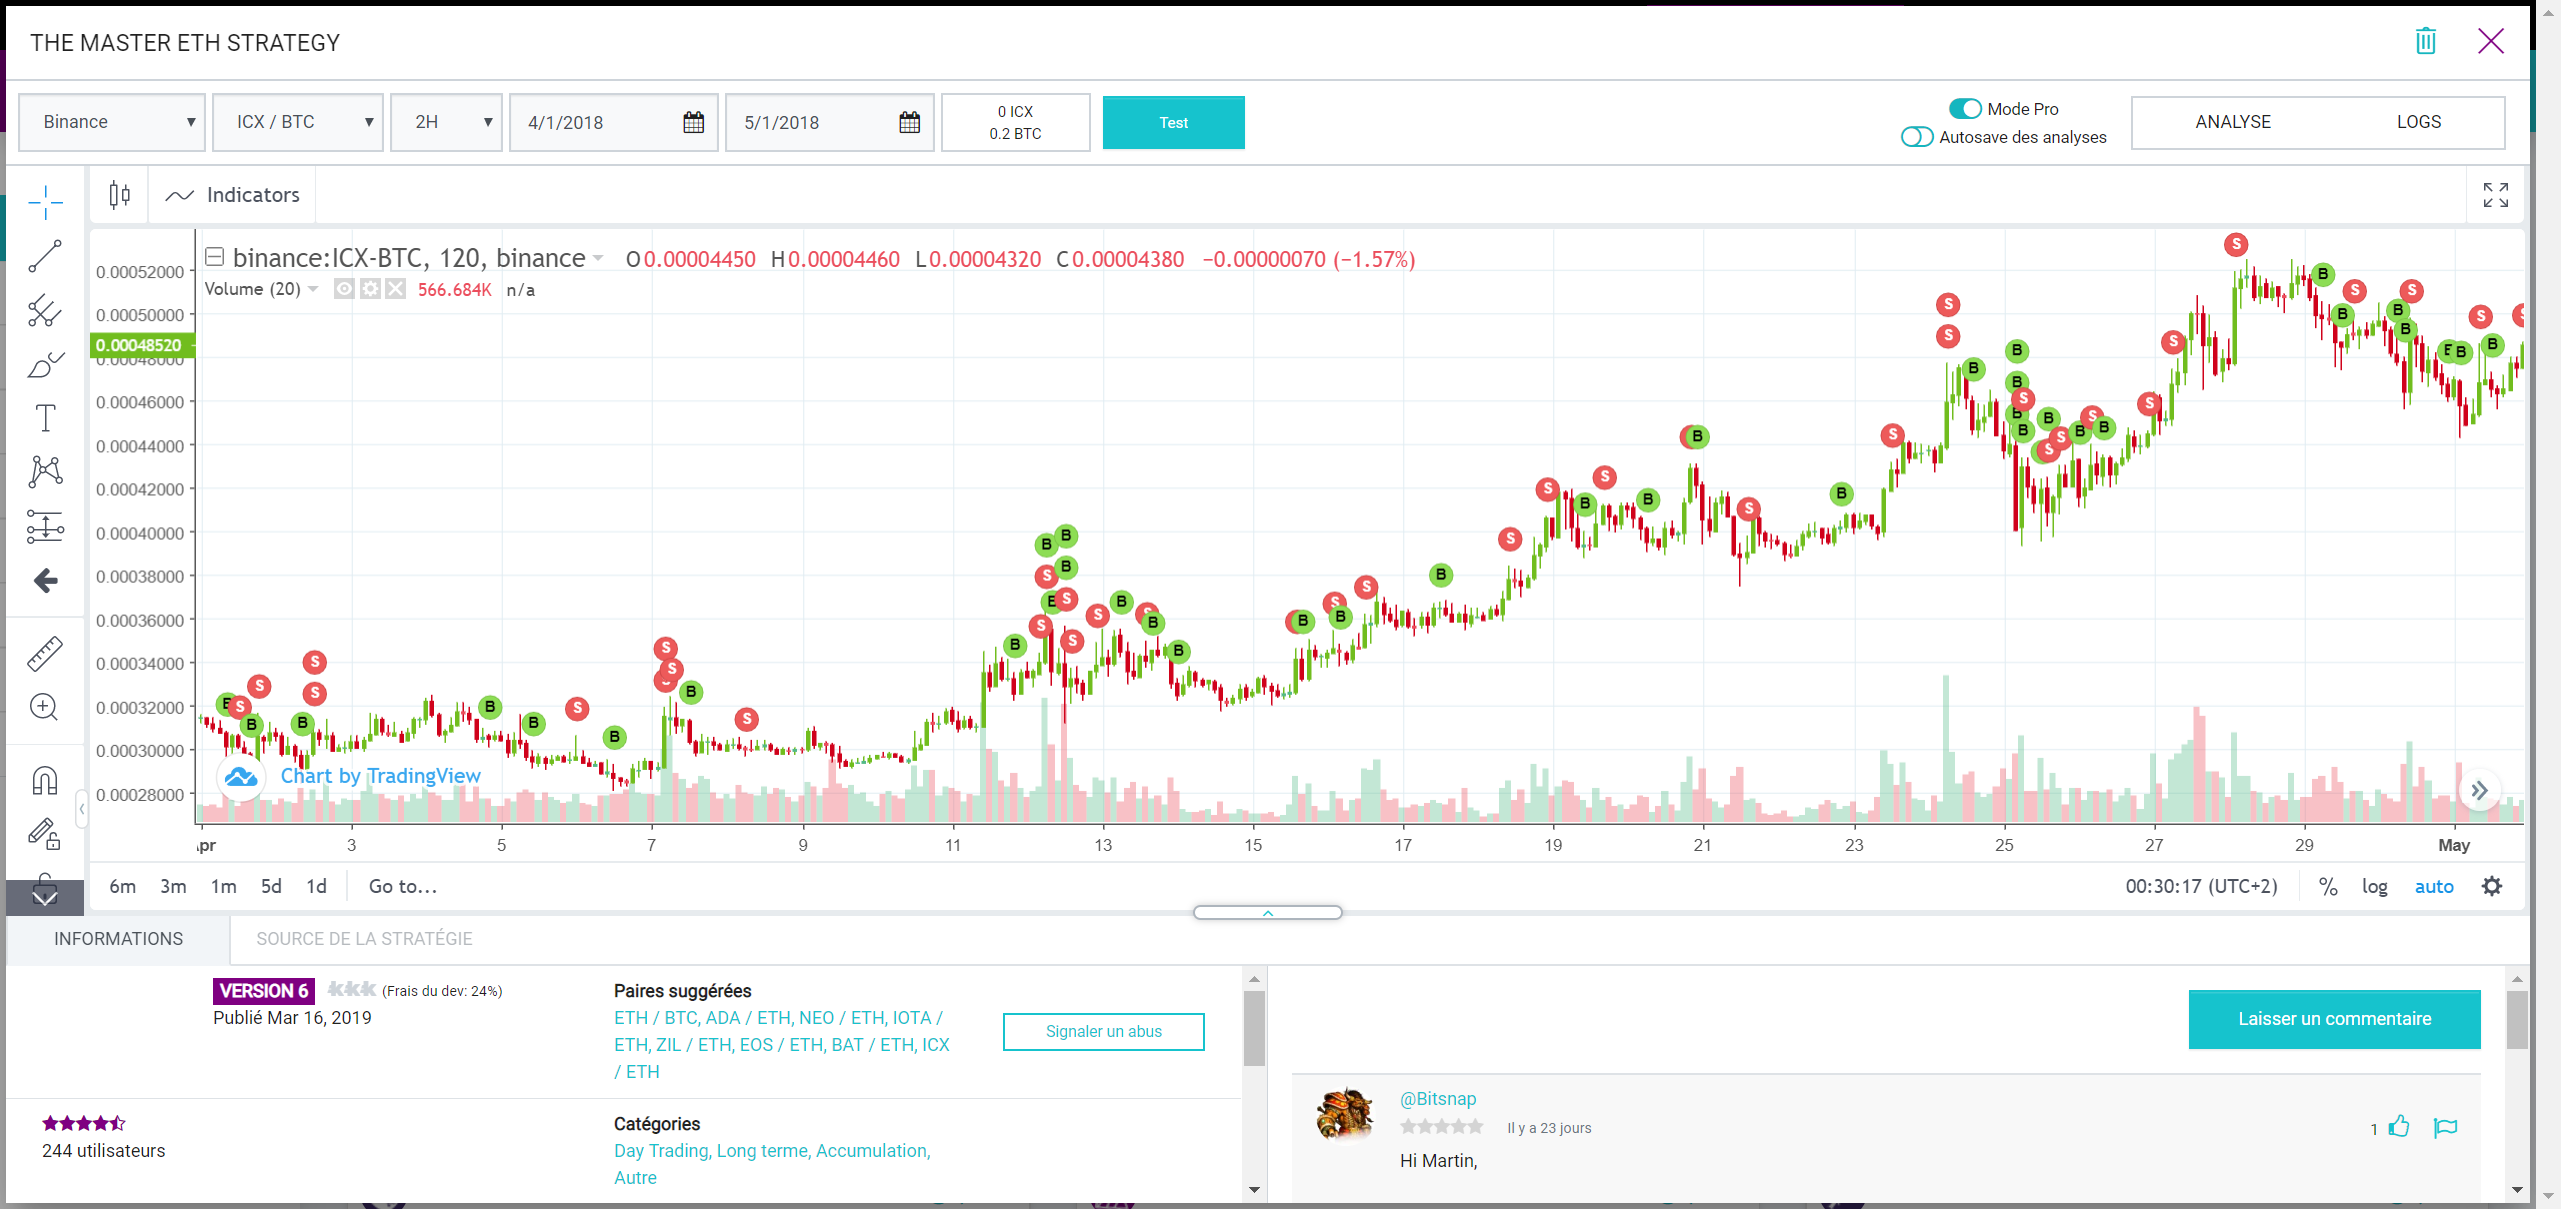 THE MASTER ETH STRATEGY
Binance ICX / BTC 2H 4/1/2018 5/1/2018 0 ICX Test Mode Pro ANALYSE LOGS
0.2 BTC Autosave des analyses
Indicators
binance:ICX-BTC, 120, binance O0.00004450 H0.00004460 L0.00004320 C0.00004380 −0.00000070 (−1.57%)
Volume (20) 566.684K n/a
0.00052000
0.00050000
0.00048520
0.00048000
0.00046000
0.00044000
0.00042000
0.00040000
0.00038000
0.00036000
0.00034000
0.00032000
0.00030000
0.00028000
Chart by TradingView
3 5 7 9 11 13 15 17 19 21 23 25 27 29 May
6m 3m 1m 5d 1d Go to... 00:30:17 (UTC+2) % log auto
INFORMATIONS SOURCE DE LA STRATÉGIE
VERSION 6 (Frais du dev: 24%)
Publié Mar 16, 2019
Paires suggérées
ETH / BTC, ADA / ETH, NEO / ETH, IOTA /
ETH, ZIL / ETH, EOS / ETH, BAT / ETH, ICX
/ ETH
Signaler un abus
244 utilisateurs
Catégories
Day Trading, Long terme, Accumulation,
Autre
Laisser un commentaire
@Bitsnap
Il y a 23 jours
1
Hi Martin,